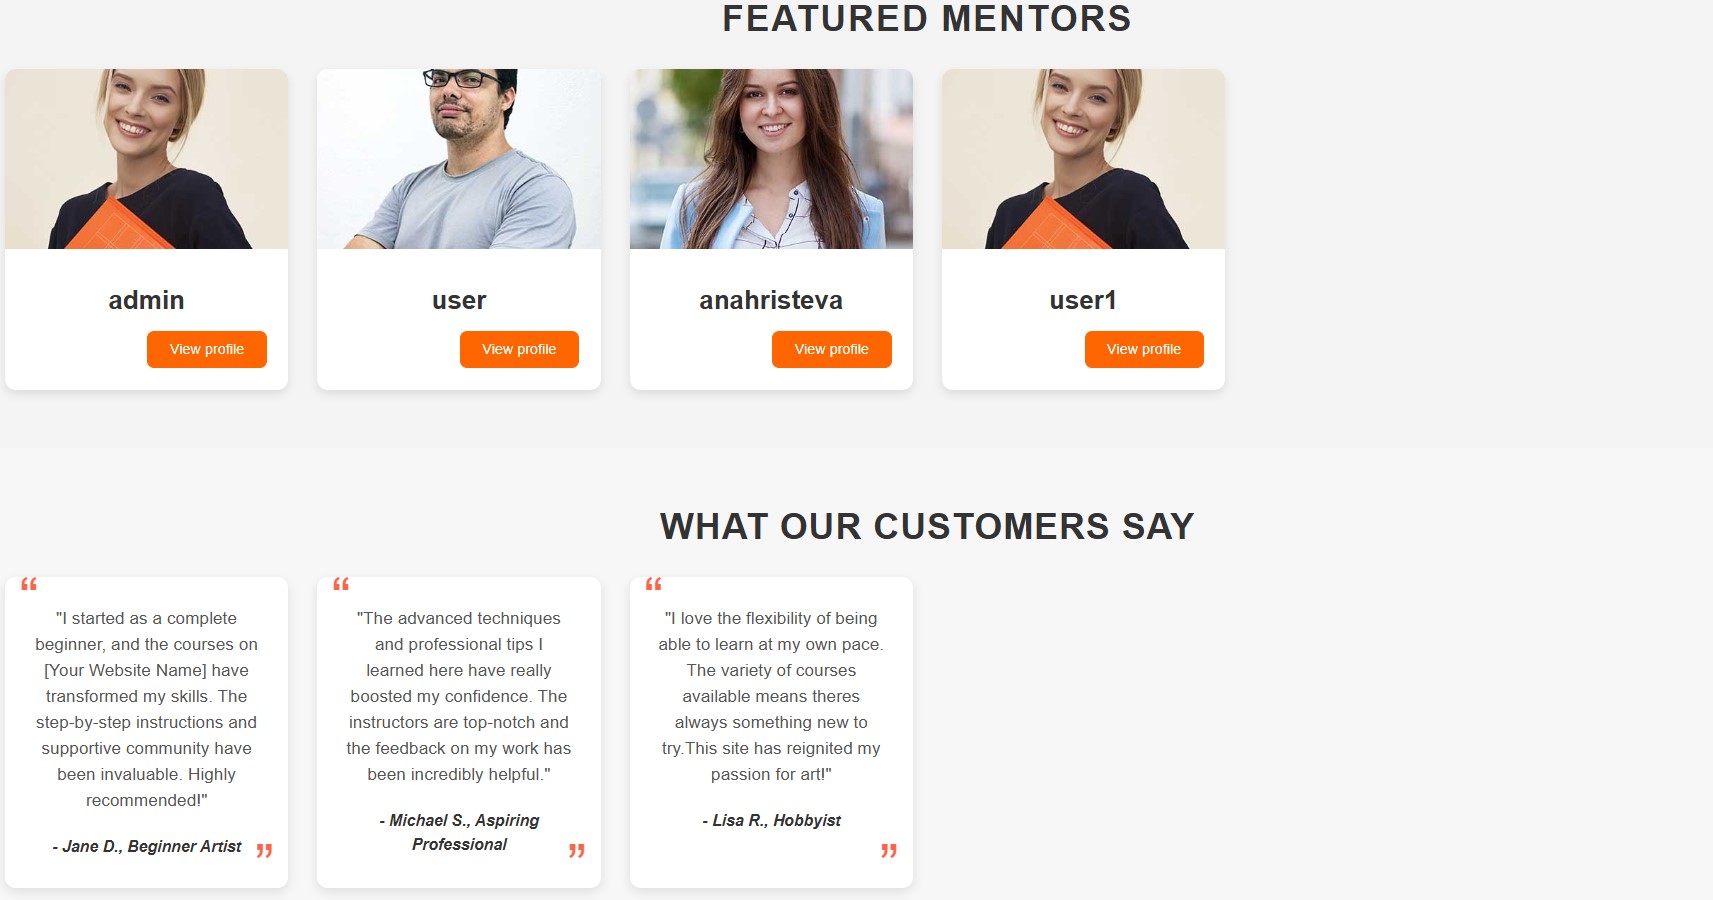 FEATURED MENTORS
admin
View profile
user
View profile
anahristeva
View profile
user1
View profile
WHAT OUR CUSTOMERS SAY
“
"I started as a complete
beginner, and the courses on
[Your Website Name] have
transformed my skills. The
step-by-step instructions and
supportive community have
been invaluable. Highly
recommended!"
- Jane D., Beginner Artist
”
“
"The advanced techniques
and professional tips I
learned here have really
boosted my confidence. The
instructors are top-notch and
the feedback on my work has
been incredibly helpful."
- Michael S., Aspiring
Professional
”
“
"I love the flexibility of being
able to learn at my own pace.
The variety of courses
available means theres
always something new to
try.This site has reignited my
passion for art!"
- Lisa R., Hobbyist
”